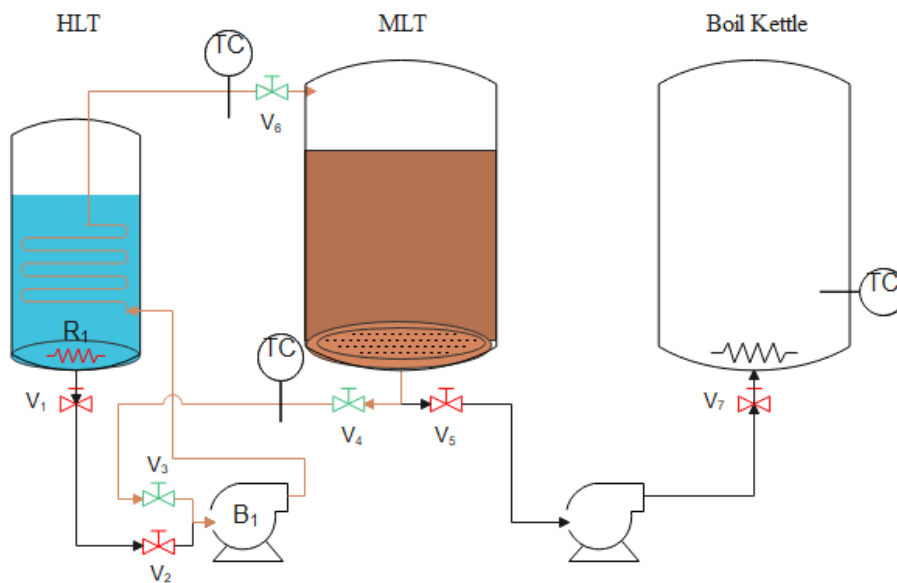 HLT
MLT
Boil Kettle
TC
V6
TC
R1
TC
V1
V4
V5
V7
V3
B1
V2